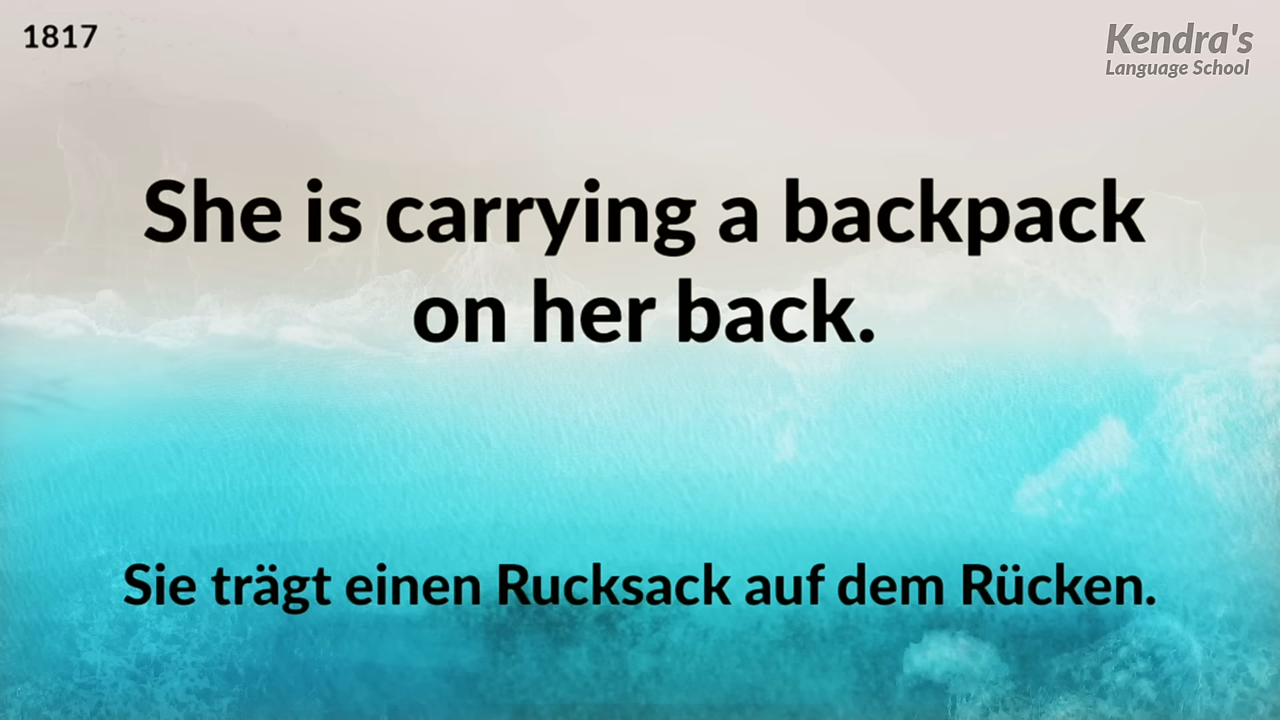 1817
Kendra's
Language School
She is carrying a backpack
on her back.
Sie trägt einen Rucksack auf dem Rücken.